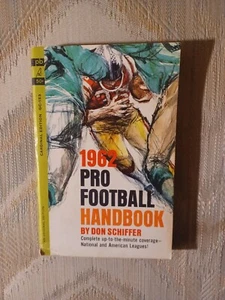 1962
PRO
FOOTBALL
HANDBOOK
BY DON SCHIFFER
Complete up-to-the-minute coverage—
National and American Leagues!